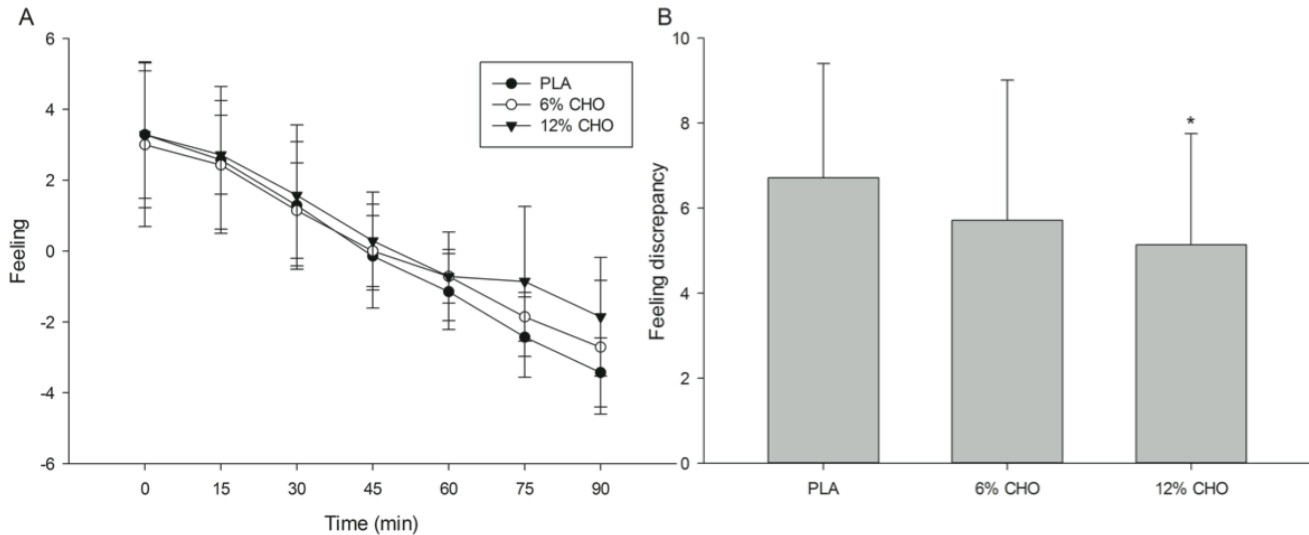 A
Feeling
6
4
2
0
-2
-4
-6
PLA
6% CHO
12% CHO
0 15 30 45 60 75 90
Time (min)
B
Feeling discrepancy
10
8
6
4
2
0
*
PLA 6% CHO 12% CHO